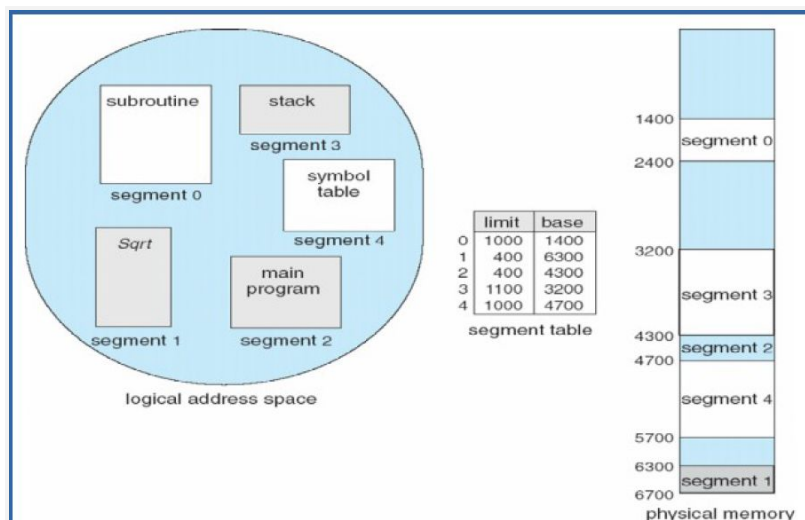 subroutine
segment 0
stack
segment 3
symbol
table
segment 4
Sqrt
segment 1
main
program
segment 2
logical address space
limit base
0 1000 1400
1 400 6300
2 400 4300
3 1100 3200
4 1000 4700
segment table
1400
segment 0
2400
3200
segment 3
4300
segment 2
4700
segment 4
5700
6300
segment 1
6700
physical memory